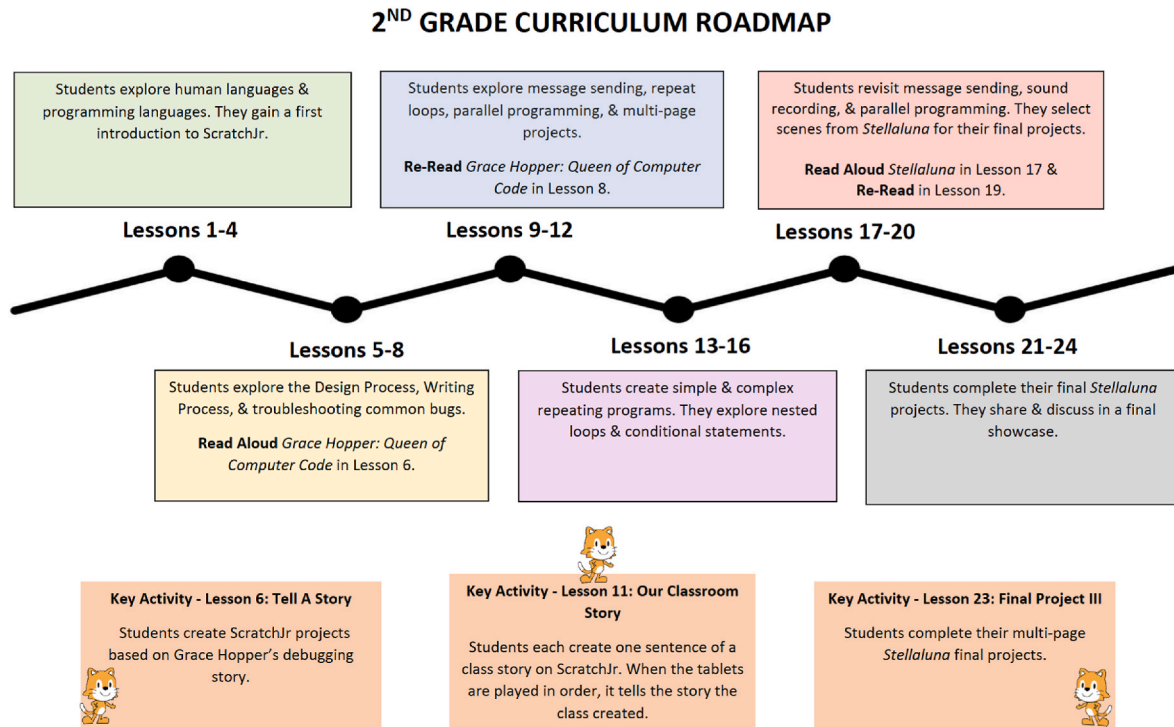 2ND GRADE CURRICULUM ROADMAP
Students explore human languages &
programming languages. They gain a first
introduction to ScratchJr.
Lessons 1-4
Students explore message sending, repeat
loops, parallel programming, & multi-page
projects.
Re-Read Grace Hopper: Queen of Computer
Code in Lesson 8.
Lessons 9-12
Students revisit message sending, sound
recording, & parallel programming. They select
scenes from Stellaluna for their final projects.
Read Aloud Stellaluna in Lesson 17 &
Re-Read in Lesson 19.
Lessons 17-20
Lessons 5-8
Students explore the Design Process, Writing
Process, & troubleshooting common bugs.
Read Aloud Grace Hopper: Queen of
Computer Code in Lesson 6.
Lessons 13-16
Students create simple & complex
repeating programs. They explore nested
loops & conditional statements.
Lessons 21-24
Students complete their final Stellaluna
projects. They share & discuss in a final
showcase.
Key Activity - Lesson 6: Tell A Story
Students create ScratchJr projects
based on Grace Hopper's debugging
story.
Key Activity - Lesson 11: Our Classroom
Story
Students each create one sentence of a
class story on ScratchJr. When the tablets
are played in order, it tells the story the
class created.
Key Activity - Lesson 23: Final Project III
Students complete their multi-page
Stellaluna final projects.